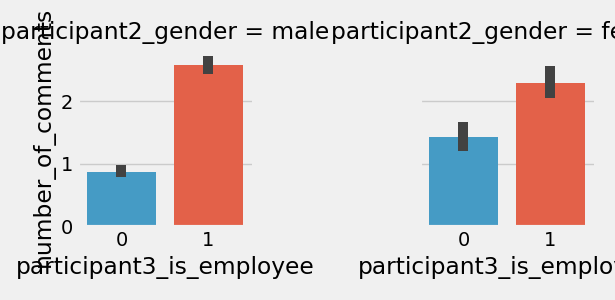 participant2_gender = male
participant2_gender = fe
number_of_comments
2
1
0
0 1
0 1
participant3_is_employee
participant3_is_emplo